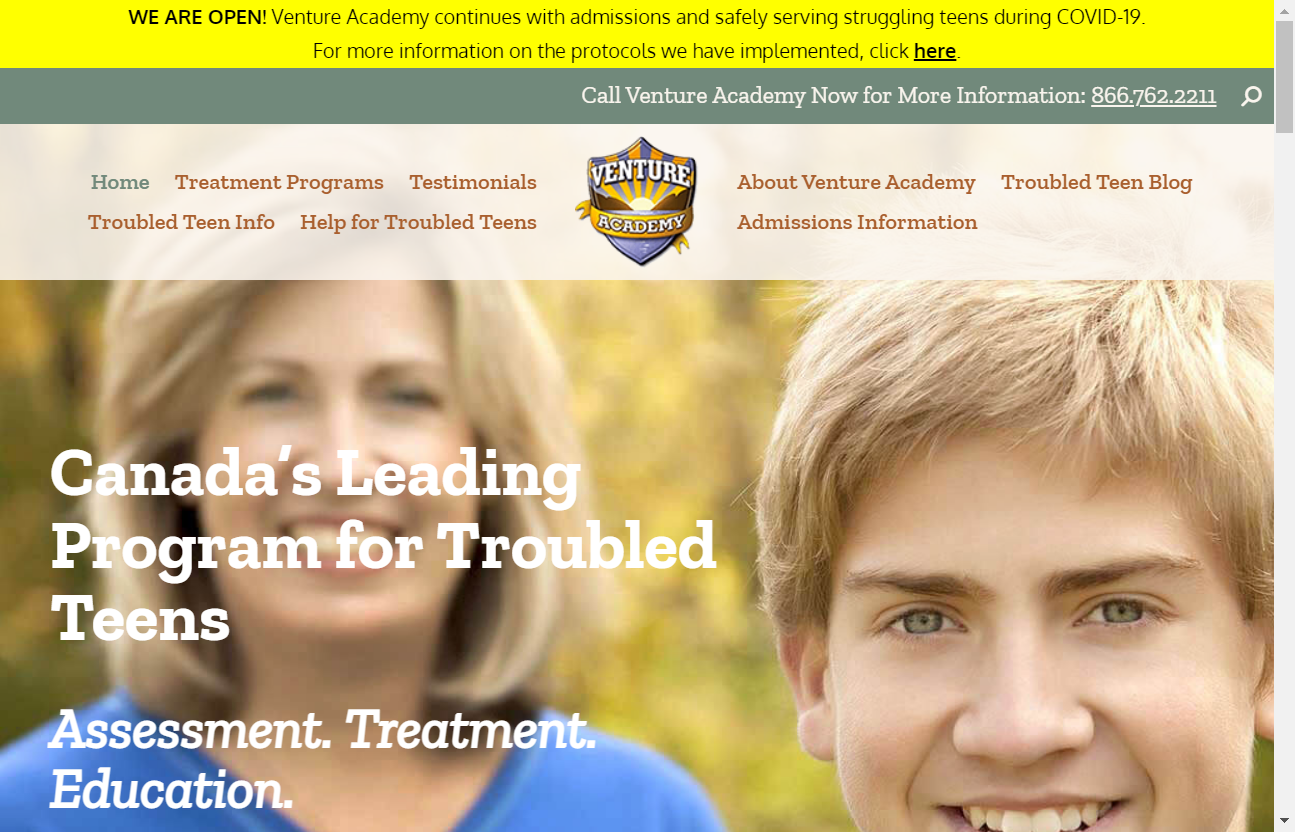 WE ARE OPEN! Venture Academy continues with admissions and safely serving struggling teens during COVID-19.
For more information on the protocols we have implemented, click here.
Call Venture Academy Now for More Information: 866.762.2211
Home Treatment Programs Testimonials
Troubled Teen Info Help for Troubled Teens
VENTURE
ACADEMY
About Venture Academy Troubled Teen Blog
Admissions Information
Canada's Leading
Program for Troubled
Teens
Assessment. Treatment.
Education.